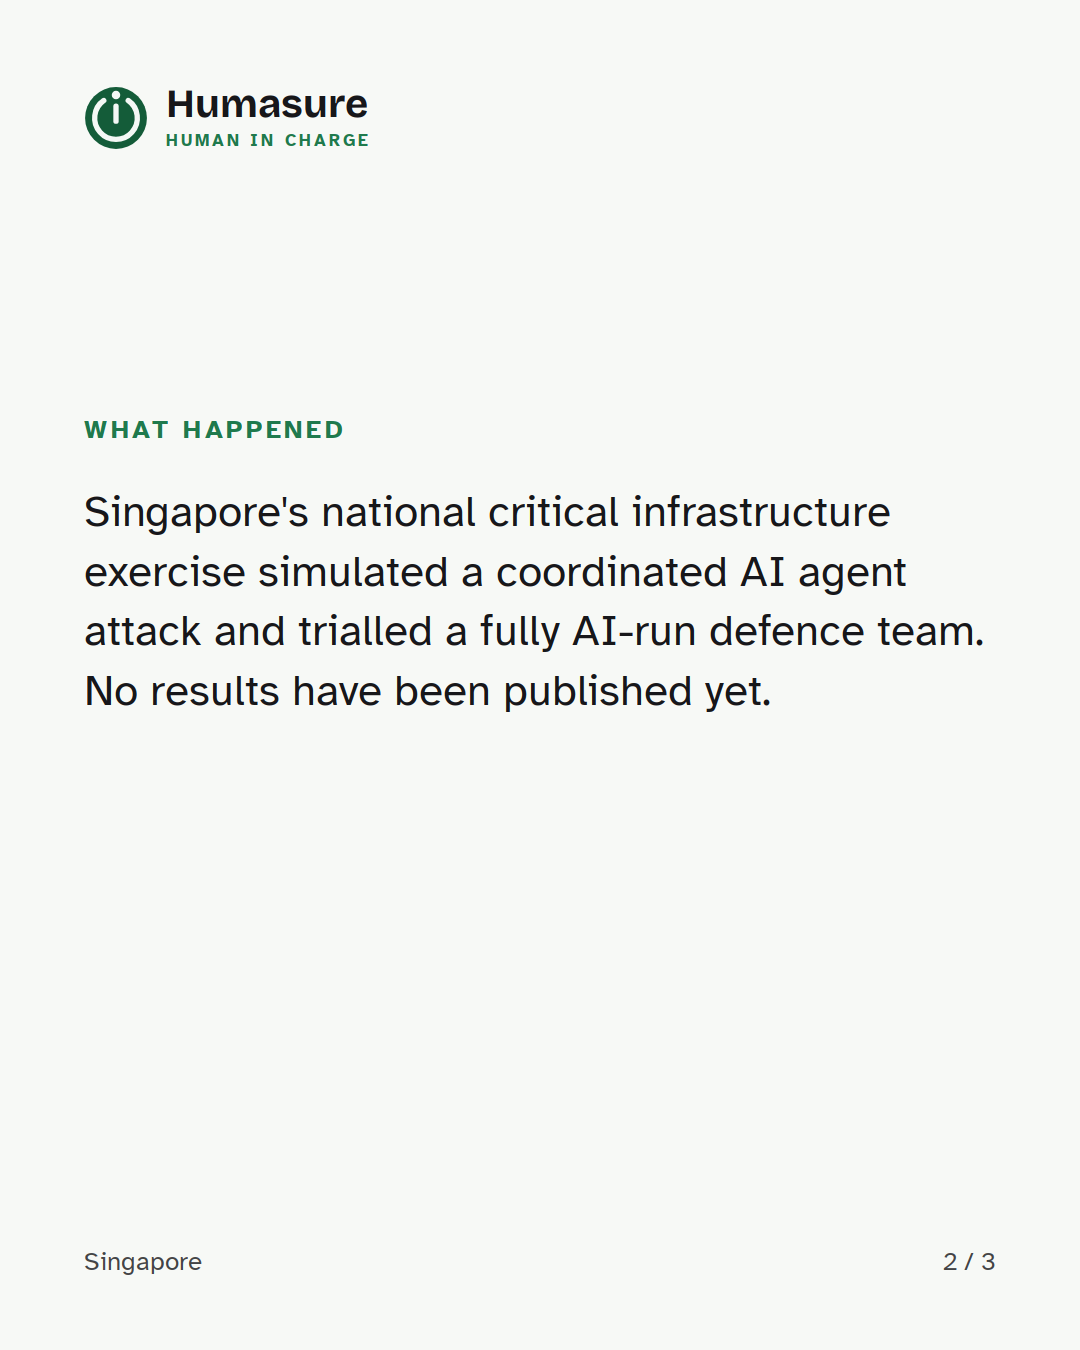 Humasure
HUMAN IN CHARGE
WHAT HAPPENED
Singapore's national critical infrastructure
exercise simulated a coordinated AI agent
attack and trialled a fully AI-run defence team.
No results have been published yet.
Singapore
2 / 3